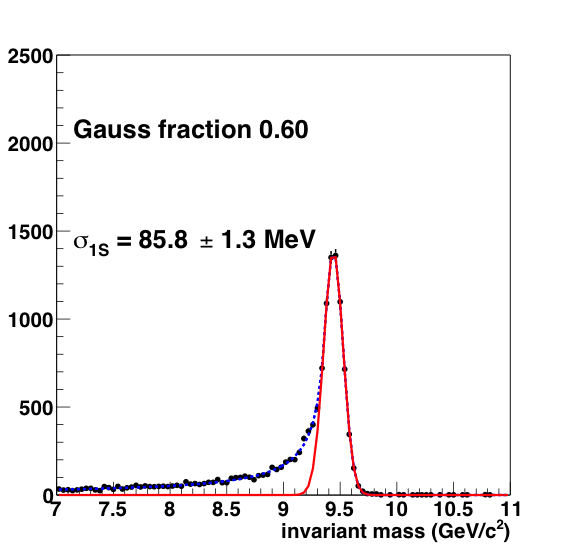 2500
Gauss fraction 0.60
2000
1500
σ1S = 85.8 ± 1.3 MeV
1000
500
0
7 7.5 8 8.5 9 9.5 10 10.5 11
invariant mass (GeV/c²)